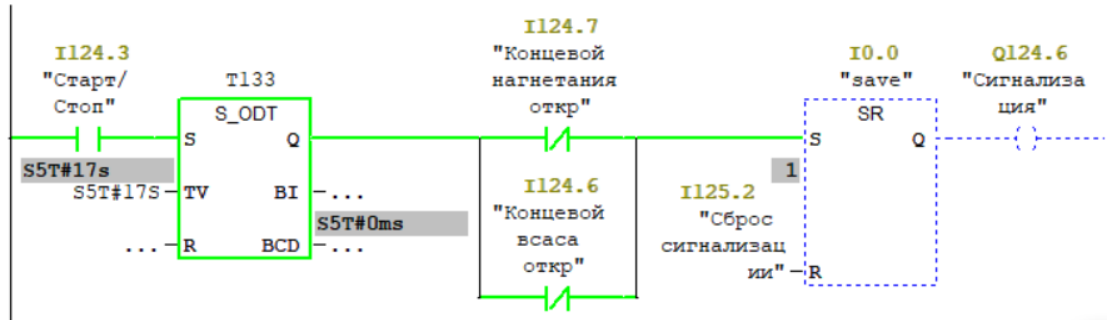 I124.3
"Старт/
Стоп"
T133
S_ODT
S
Q
S5T#17s
S5T#17S
TV
BI
...
S5T#0ms
...
R
BCD
...
I124.7
"Концевой
нагнетания
откр"
I124.6
"Концевой
всаса
откр"
I0.0
"save"
SR
S
Q
1
I125.2
"Сброс
сигнализац
ии"
R
Q124.6
"Сигнализа
ция"